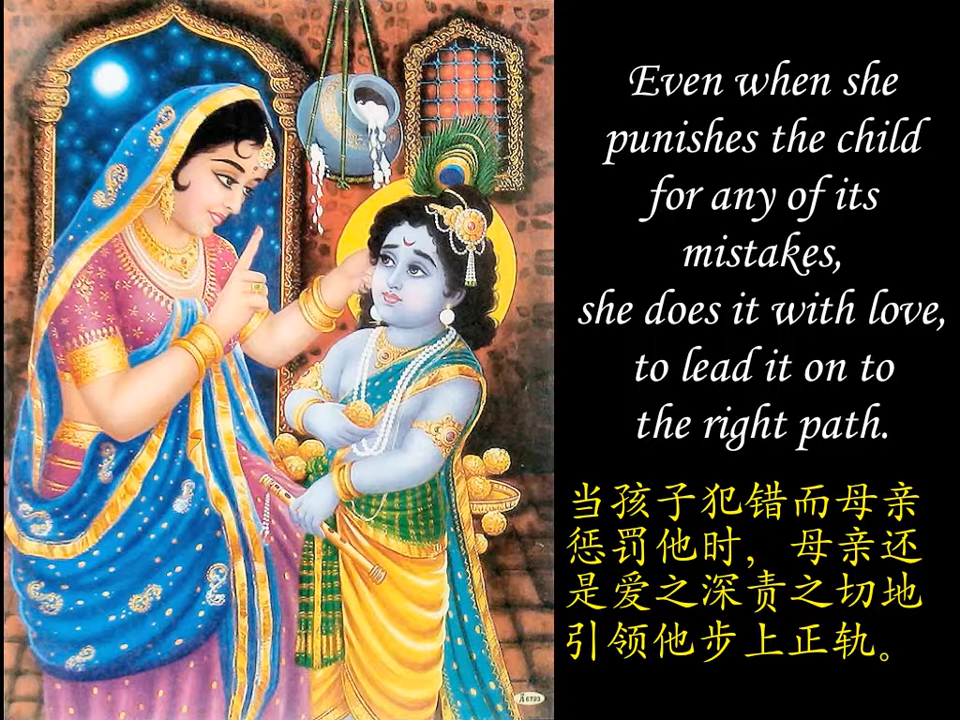 Even when she
punishes the child
for any of its
mistakes,
she does it with love,
to lead it on to
the right path.
当孩子犯错而母亲
惩罚他时，母亲还
是爱之深责之切地
引领他步上正轨。